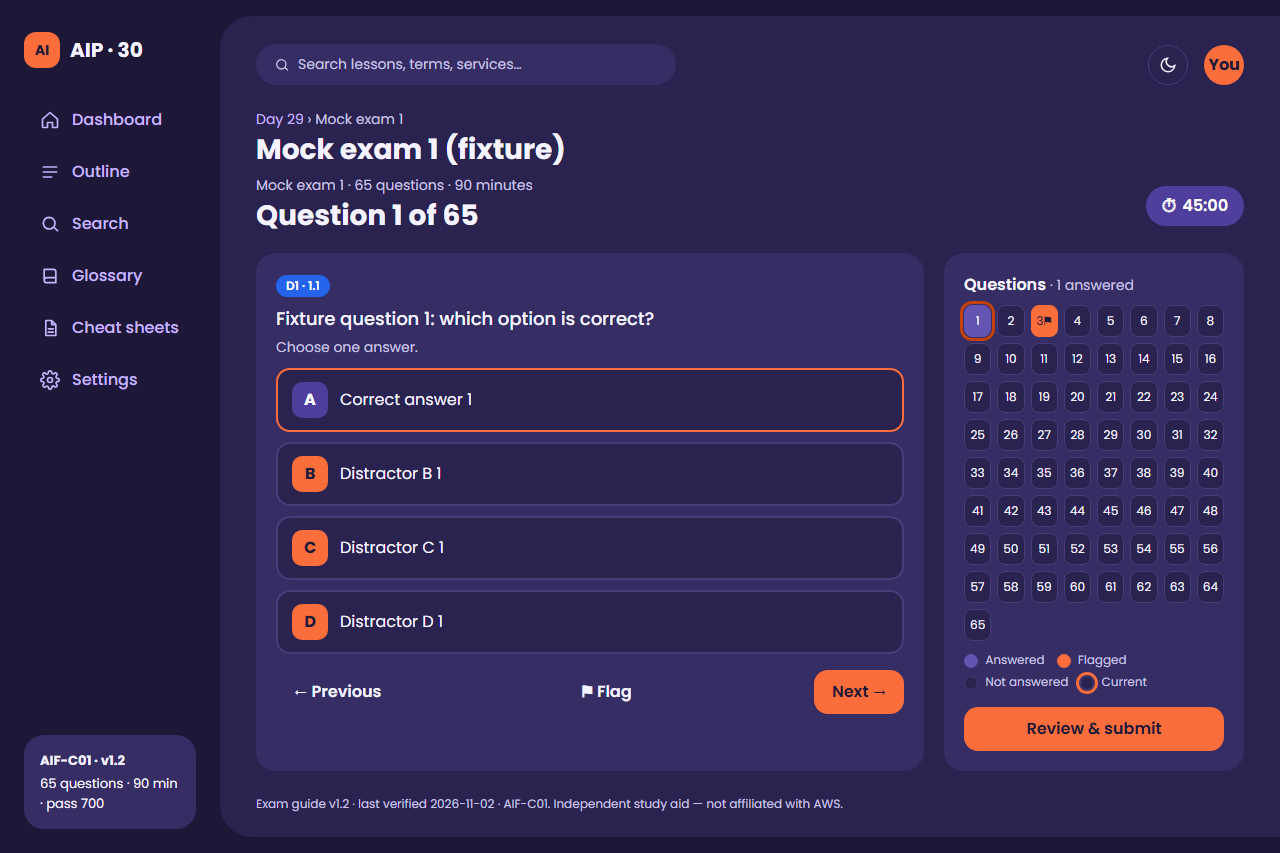 AI AIP · 30
Dashboard
Outline
Search
Glossary
Cheat sheets
Settings
AIF-C01 · v1.2
65 questions · 90 min
· pass 700
Search lessons, terms, services…
You
Day 29 › Mock exam 1
Mock exam 1 (fixture)
Mock exam 1 · 65 questions · 90 minutes
Question 1 of 65
⏱ 45:00
D1 · 1.1
Fixture question 1: which option is correct?
Choose one answer.
A Correct answer 1
B Distractor B 1
C Distractor C 1
D Distractor D 1
← Previous ⚑ Flag Next →
Questions · 1 answered
1 2 3⚑ 4 5 6 7 8
9 10 11 12 13 14 15 16
17 18 19 20 21 22 23 24
25 26 27 28 29 30 31 32
33 34 35 36 37 38 39 40
41 42 43 44 45 46 47 48
49 50 51 52 53 54 55 56
57 58 59 60 61 62 63 64
65
Answered Flagged
Not answered Current
Review & submit
Exam guide v1.2 · last verified 2026-11-02 · AIF-C01. Independent study aid — not affiliated with AWS.